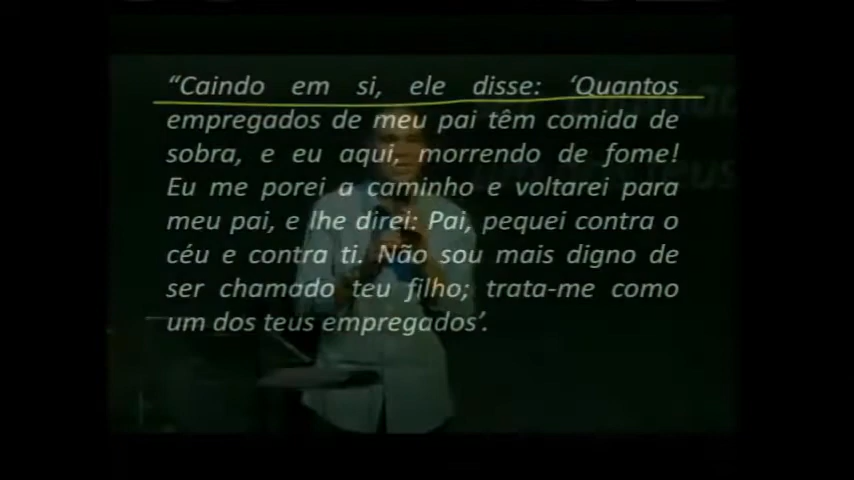 “Caindo em si, ele disse: ‘Quantos
empregados de meu pai têm comida de
sobra, e eu aqui, morrendo de fome!
Eu me porei a caminho e voltarei para
meu pai, e lhe direi: Pai, pequei contra o
céu e contra ti. Não sou mais digno de
ser chamado teu filho; trata-me como
um dos teus empregados’.